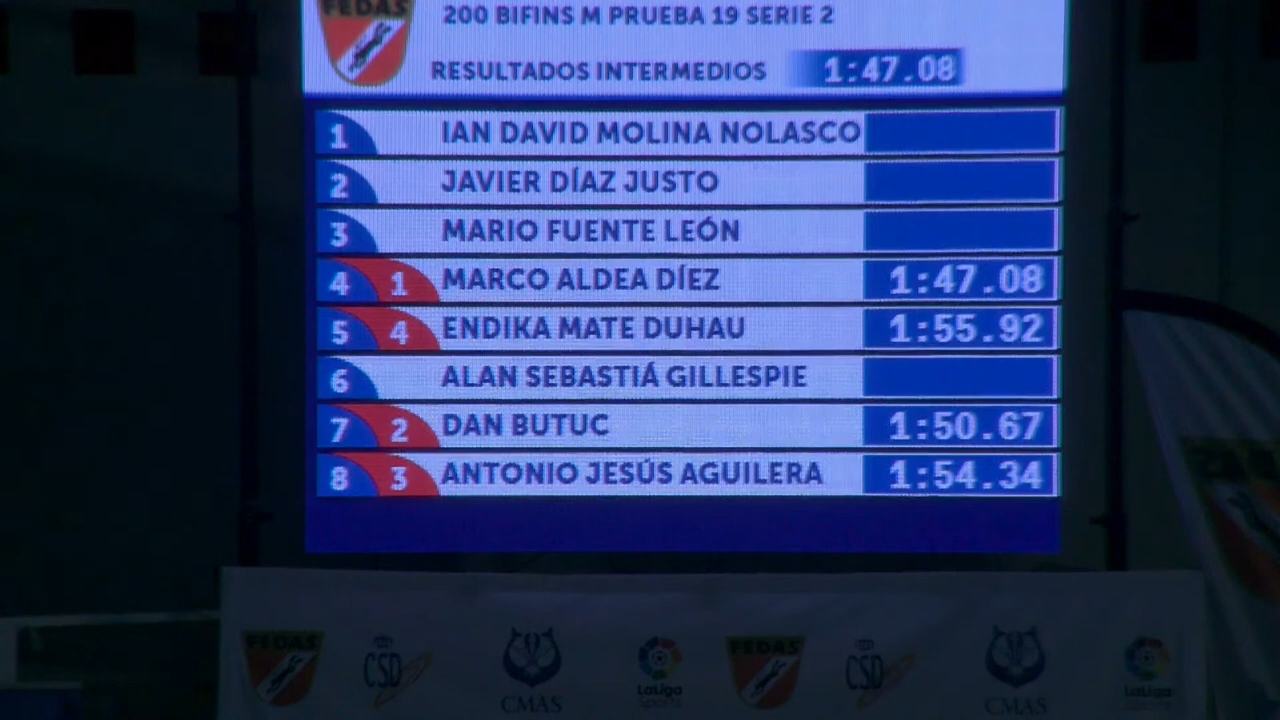 FEDAS
200 BIFINS M PRUEBA 19 SERIE 2
RESULTADOS INTERMEDIOS 1:47.08
1 IAN DAVID MOLINA NOLASCO
2 JAVIER DÍAZ JUSTO
3 MARIO FUENTE LEÓN
4 1 MARCO ALDEA DÍEZ 1:47.08
5 4 ENDIKA MATE DUHAU 1:55.92
6 ALAN SEBASTIÁ GILLESPIE
7 2 DAN BUTUC 1:50.67
8 3 ANTONIO JESÚS AGUILERA 1:54.34
FEDAS CSD CMAS LaLiga Sports FEDAS CSD CMAS LaLiga Sports